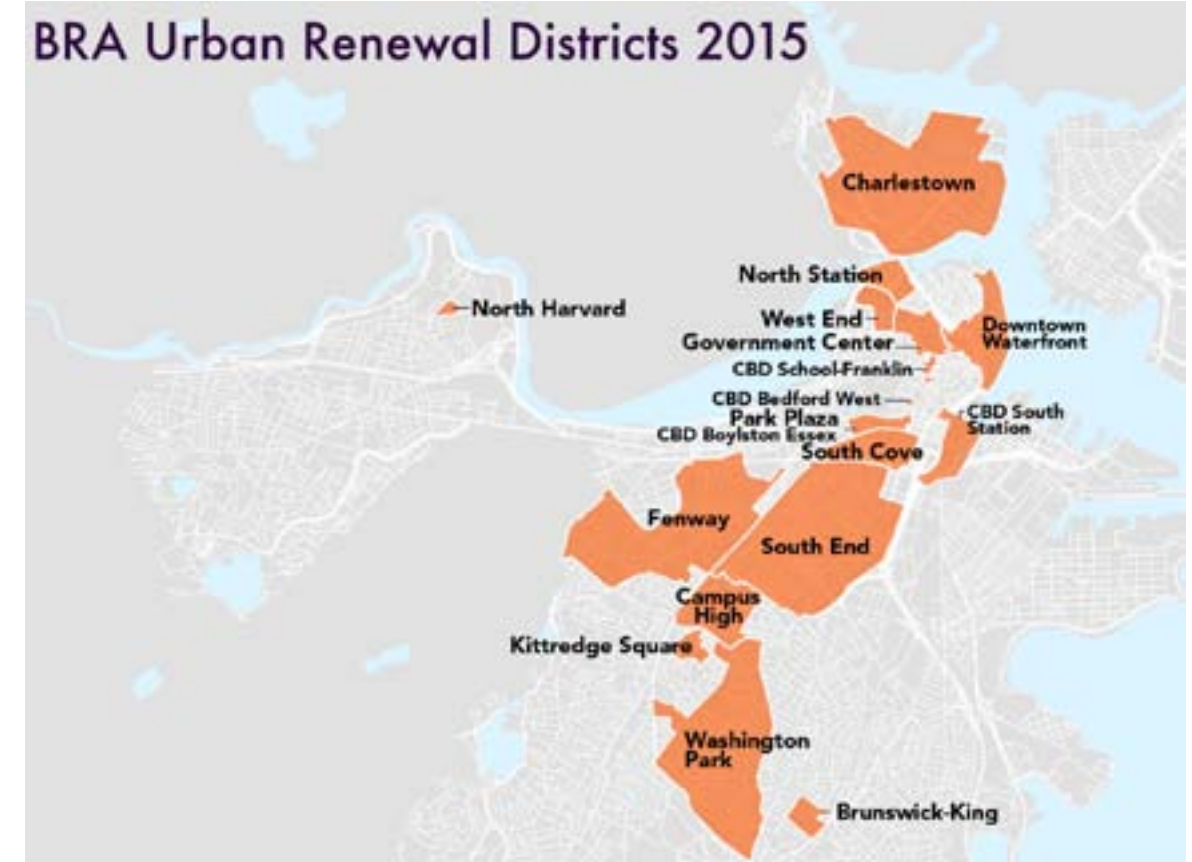 BRA Urban Renewal Districts 2015
Charlestown
North Station
North Harvard
West End
Downtown
Waterfront
Government Center
CBD School-Franklin
CBD Bedford West
CBD South
Station
Park Plaza
CBD Boylston Essex
South Cove
Fenway
South End
Campus
High
Kittredge Square
Washington
Park
Brunswick-King